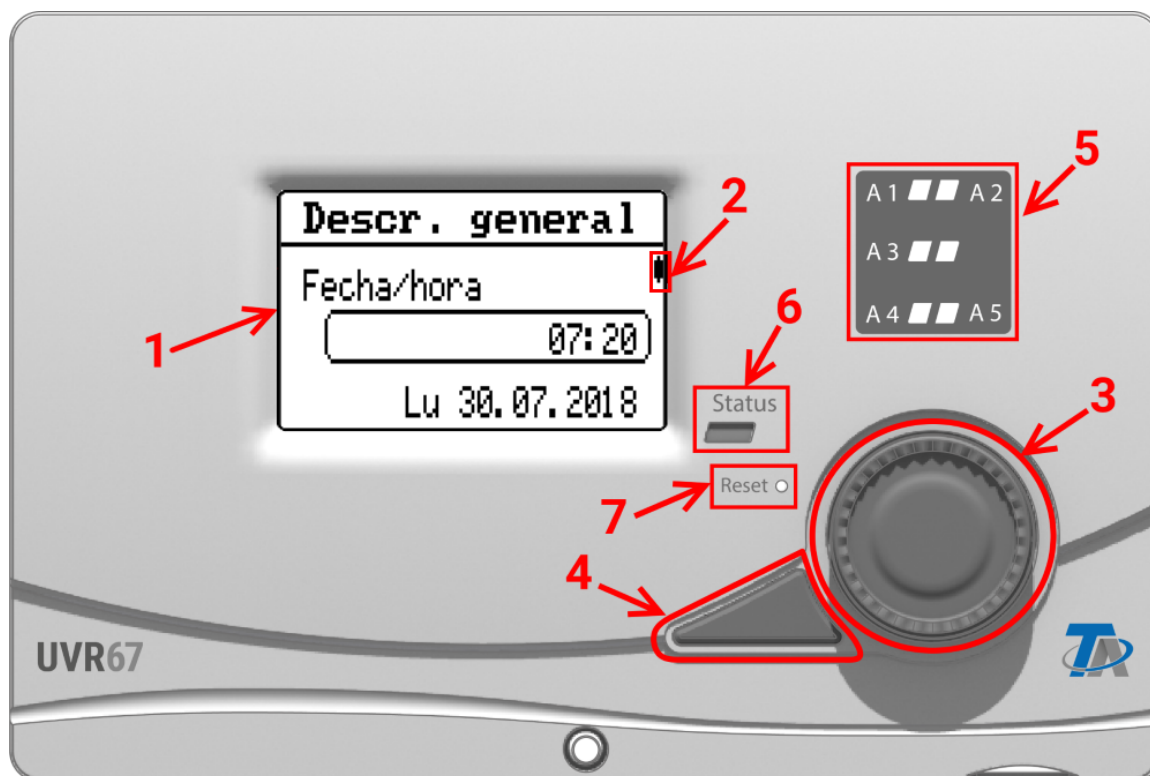 Descr. general
Fecha/hora
07:20
Lu 30.07.2018
1
2
A1 A2
A3
A4 A5
5
6
Status
3
Reset
7
4
UVR67
TA